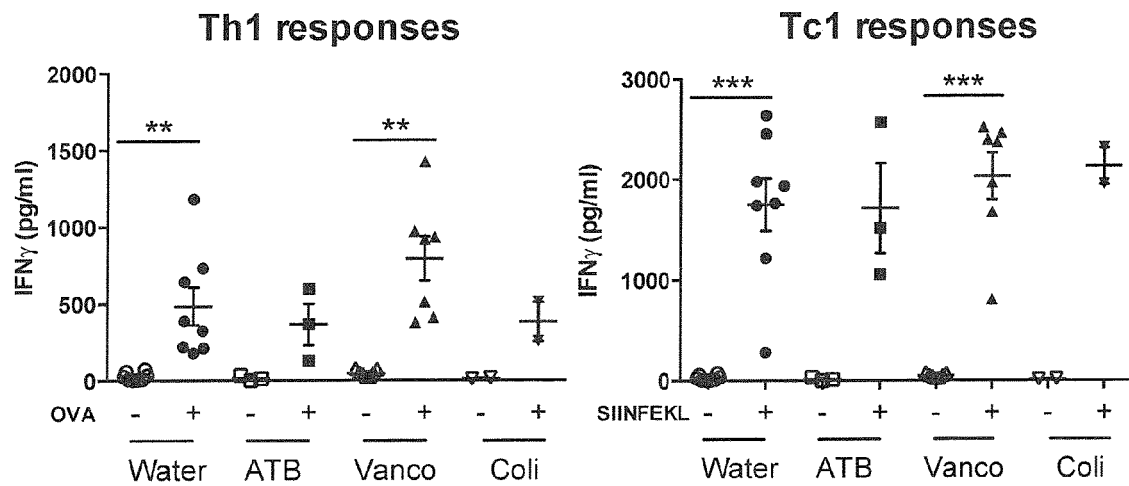 Th1 responses
IFNγ (pg/ml)
2000
1500
1000
500
0
**
**
OVA - + - + - + - +
Water ATB Vanco Coli
Tc1 responses
IFNγ (pg/ml)
3000
2000
1000
0
***
***
SIINFEKL - + - + - + - +
Water ATB Vanco Coli